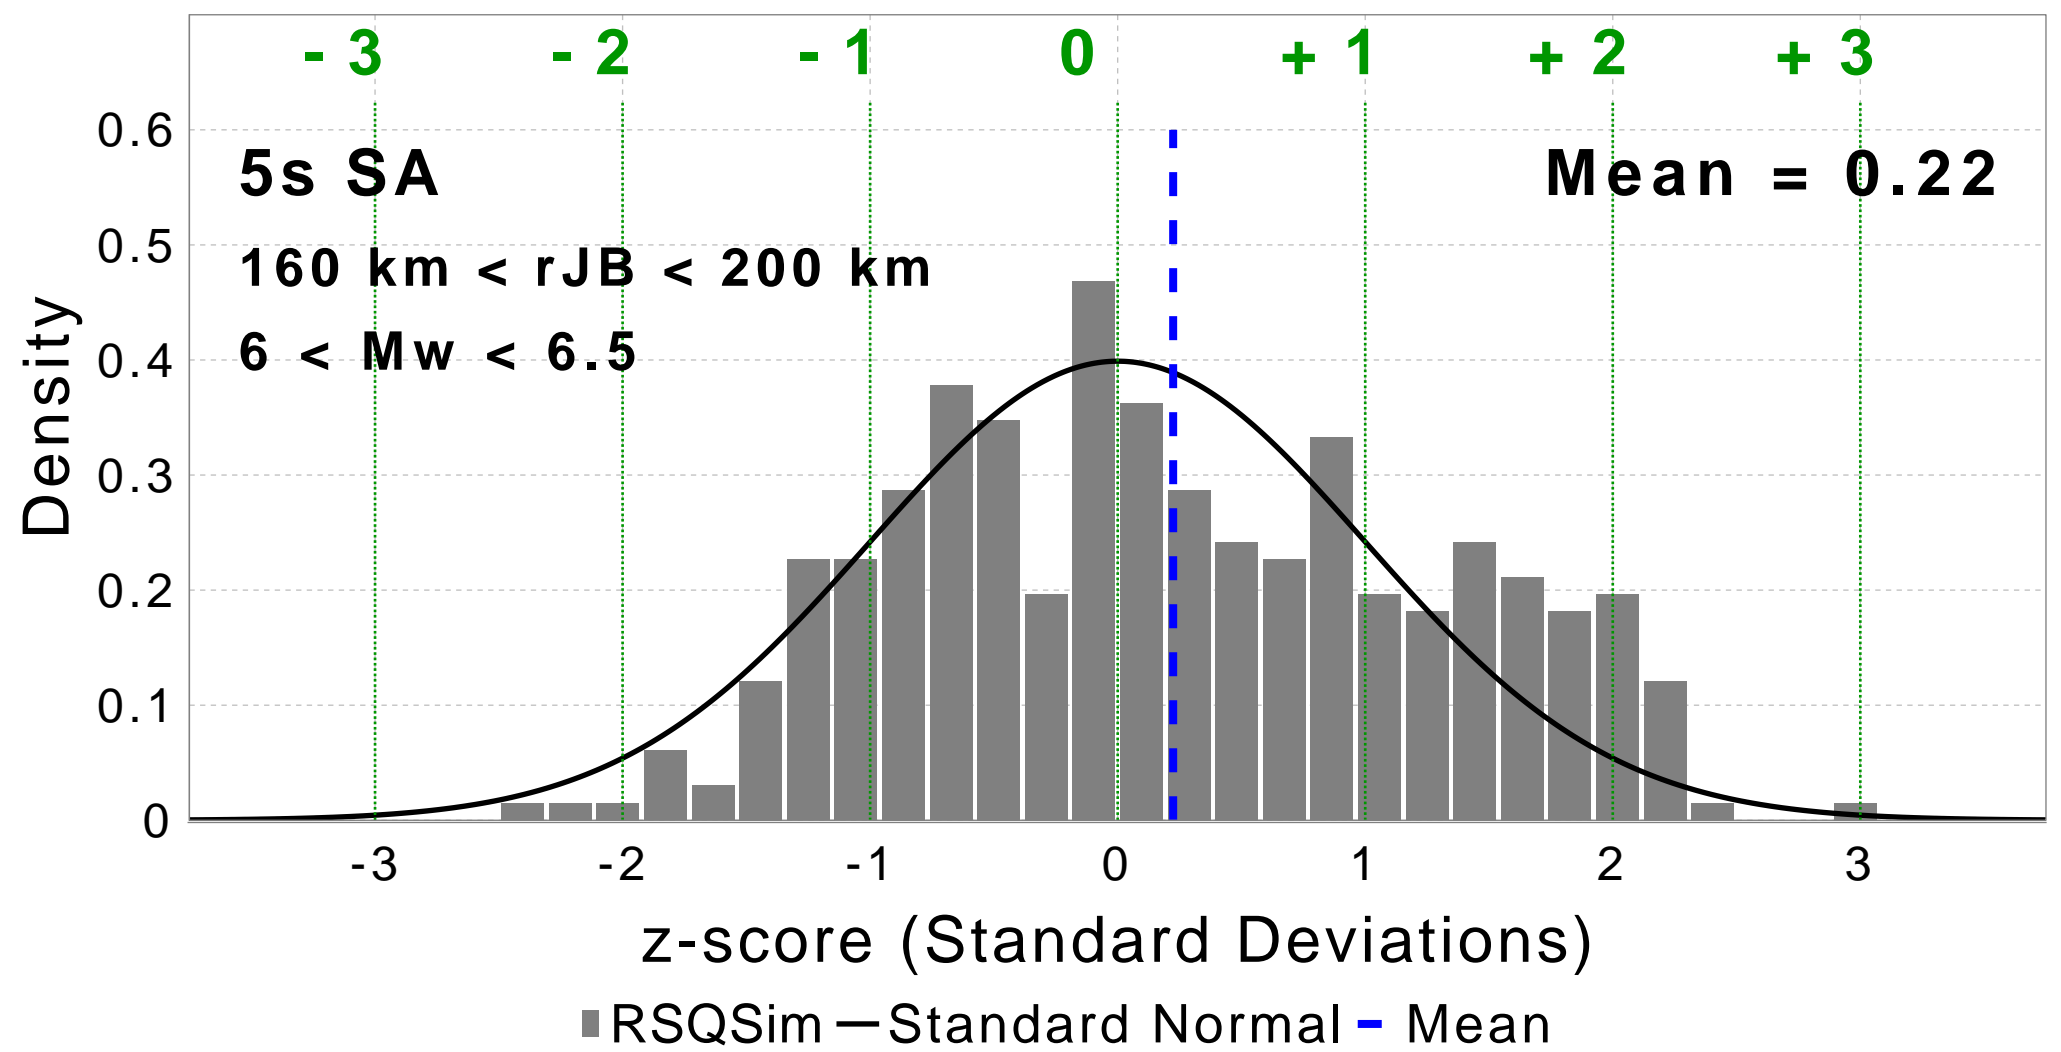 - 3 - 2 - 1 0 + 1 + 2 + 3
0.6
5s SA Mean = 0.22
0.5
160 km < rJB < 200 km
0.4
6 < Mw < 6.5
0.3
0.2
0.1
0
Density
-3 -2 -1 0 1 2 3
z-score (Standard Deviations)
RSQSim Standard Normal Mean